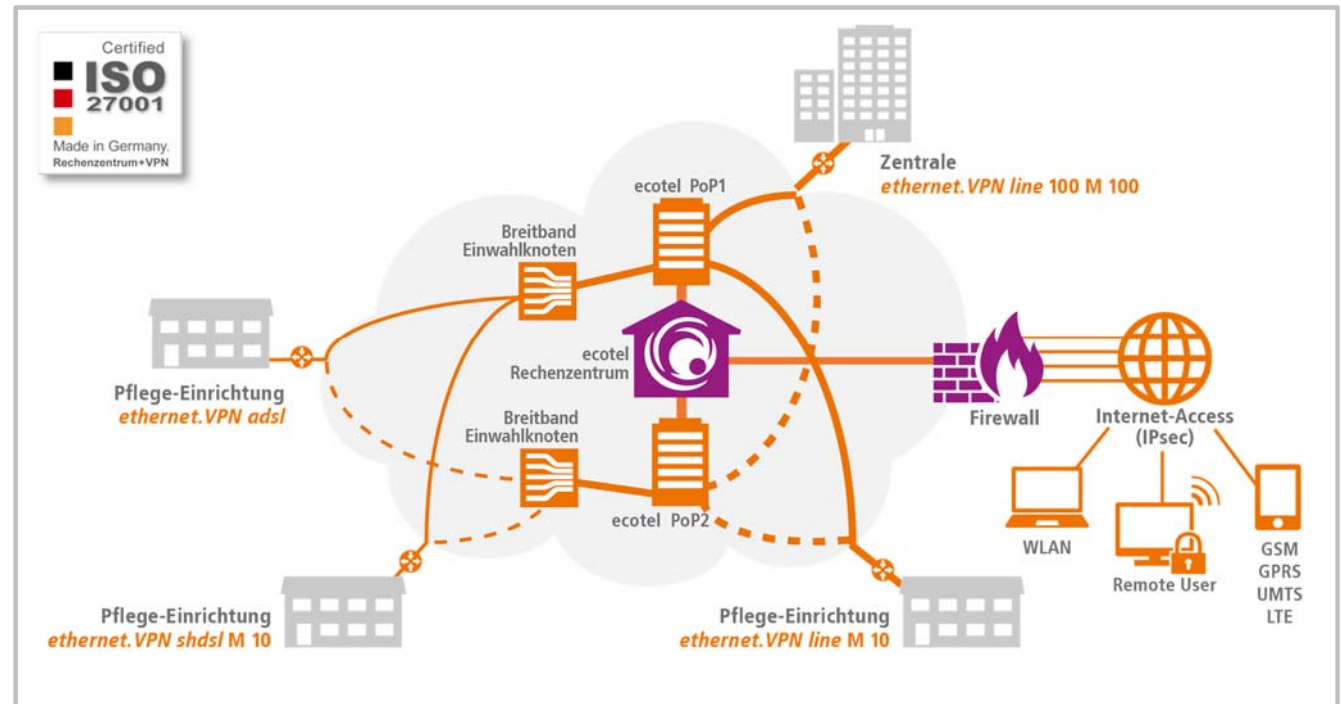 Certified
ISO
27001
Made in Germany.
Rechenzentrum+VPN
Zentrale
ethernet.VPN line 100 M 100
ecotel PoP1
Breitband
Einwahlknoten
ecotel
Rechenzentrum
Pflege-Einrichtung
ethernet.VPN adsl
Breitband
Einwahlknoten
ecotel PoP2
Firewall
Internet-Access
(IPsec)
WLAN
Remote User
GSM
GPRS
UMTS
LTE
Pflege-Einrichtung
ethernet.VPN shdsl M 10
Pflege-Einrichtung
ethernet.VPN line M 10